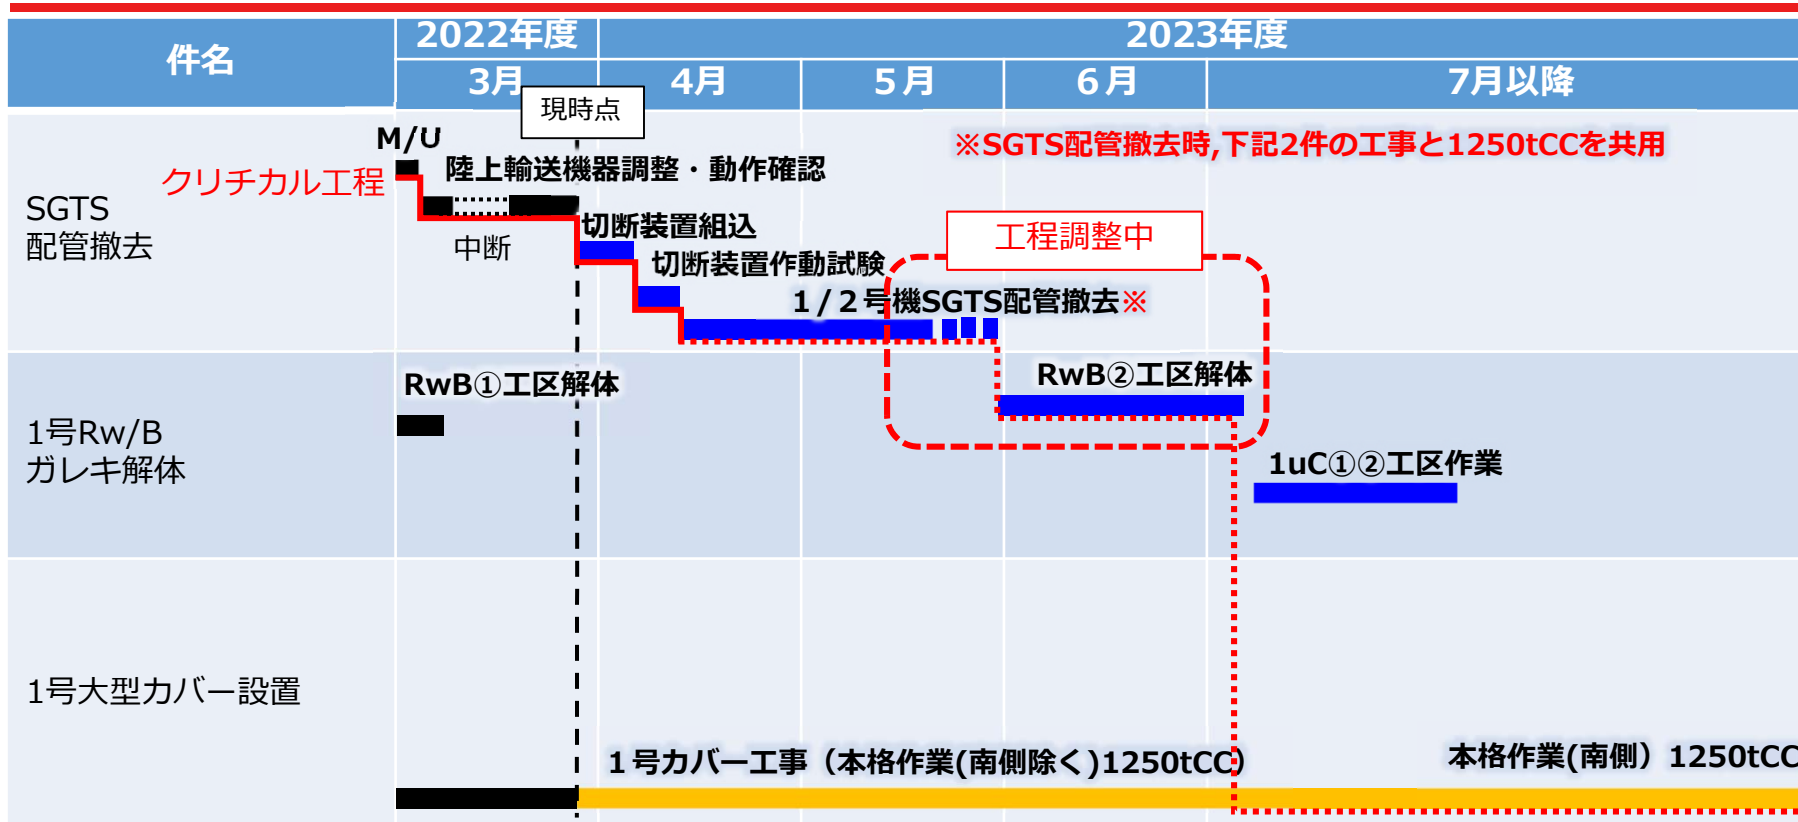 件名
2022年度
2023年度
3月
4月
5月
6月
7月以降
現時点
SGTS
配管撤去
M/U
クリチカル工程
陸上輸送機器調整・動作確認
中断
※SGTS配管撤去時,下記2件の工事と1250tCCを共用
切断装置組込
切断装置作動試験
工程調整中
1/2号機SGTS配管撤去※
1号Rw/B
ガレキ解体
RwB①工区解体
RwB②工区解体
1uC①②工区作業
1号大型カバー設置
1号カバー工事（本格作業(南側除く)1250tCC）
本格作業(南側）1250tCC